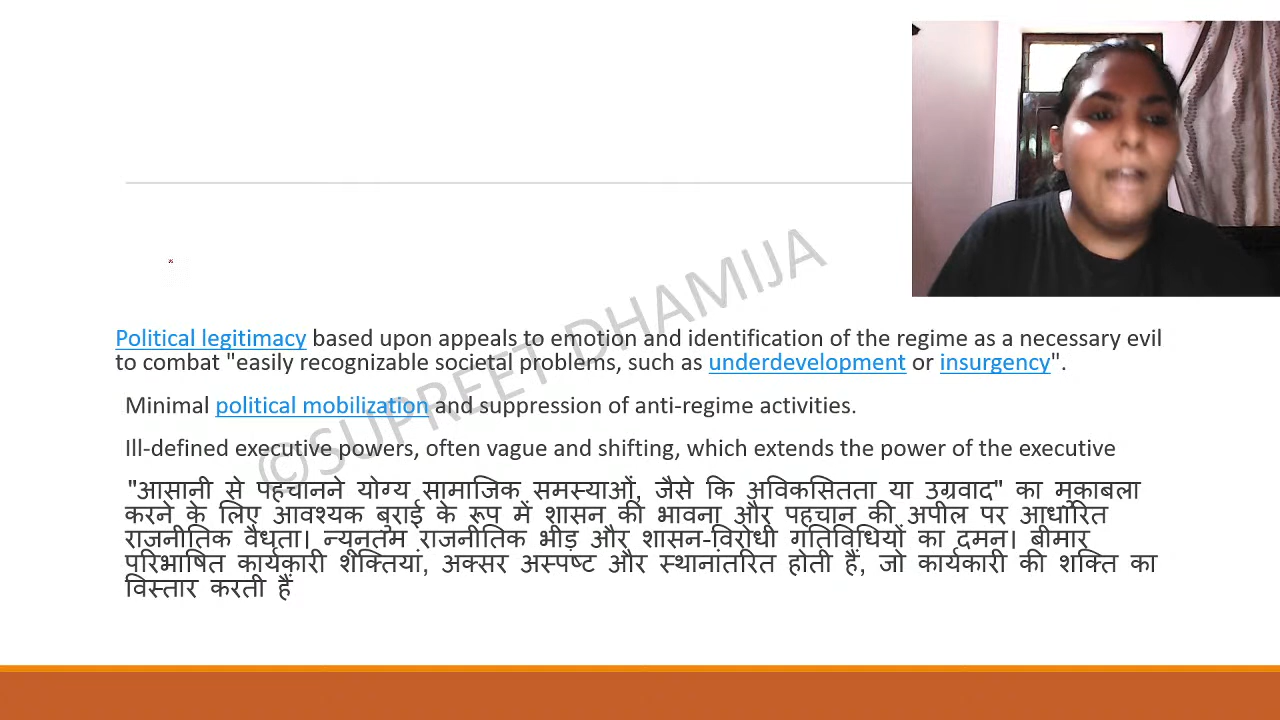 Political legitimacy based upon appeals to emotion and identification of the regime as a necessary evil
to combat "easily recognizable societal problems, such as underdevelopment or insurgency".
Minimal political mobilization and suppression of anti-regime activities.
Ill-defined executive powers, often vague and shifting, which extends the power of the executive
"आसानी से पहचानने योग्य सामाजिक समस्याओं, जैसे कि अविकसितता या उग्रवाद" का मुकाबला
करने के लिए आवश्यक बुराई के रूप में शासन की भावना और पहचान की अपील पर आधारित
राजनीतिक वैधता। न्यूनतम राजनीतिक भीड़ और शासन-विरोधी गतिविधियों का दमन। बीमार
परिभाषित कार्यकारी शक्तियां, अक्सर अस्पष्ट और स्थानांतरित होती हैं, जो कार्यकारी की शक्ति का
विस्तार करती हैं
©SUPREET DHAMIJA